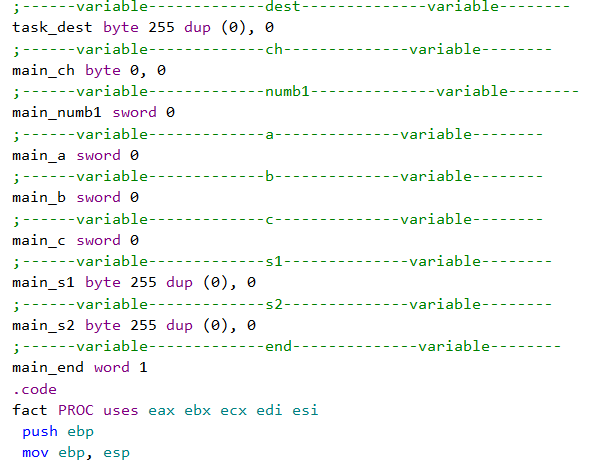 ;------variable-------------dest--------------variable--------
task_dest byte 255 dup (0), 0
;------variable-------------ch--------------variable--------
main_ch byte 0, 0
;------variable-------------numb1--------------variable--------
main_numb1 sword 0
;------variable-------------a--------------variable--------
main_a sword 0
;------variable-------------b--------------variable--------
main_b sword 0
;------variable-------------c--------------variable--------
main_c sword 0
;------variable-------------s1--------------variable--------
main_s1 byte 255 dup (0), 0
;------variable-------------s2--------------variable--------
main_s2 byte 255 dup (0), 0
;------variable-------------end--------------variable--------
main_end word 1
.code
fact PROC uses eax ebx ecx edi esi
 push ebp
 mov ebp, esp